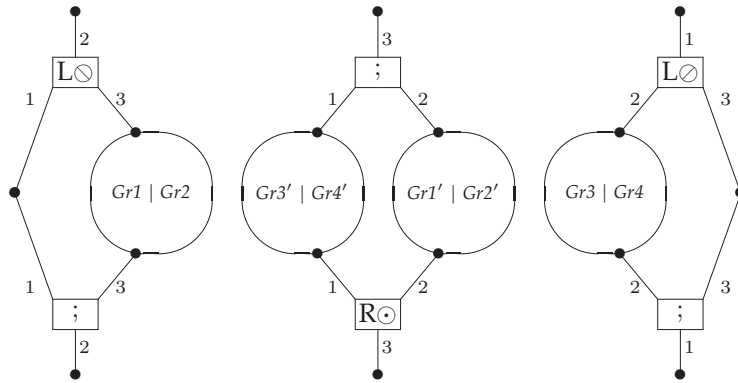 2 3 1
L⦸ ; L⊘
1 3 1 2 2 3
Gr1 | Gr2 Gr3′ | Gr4′ Gr1′ | Gr2′ Gr3 | Gr4
1 3 1 2 2 3
; R⊙ ;
2 3 1